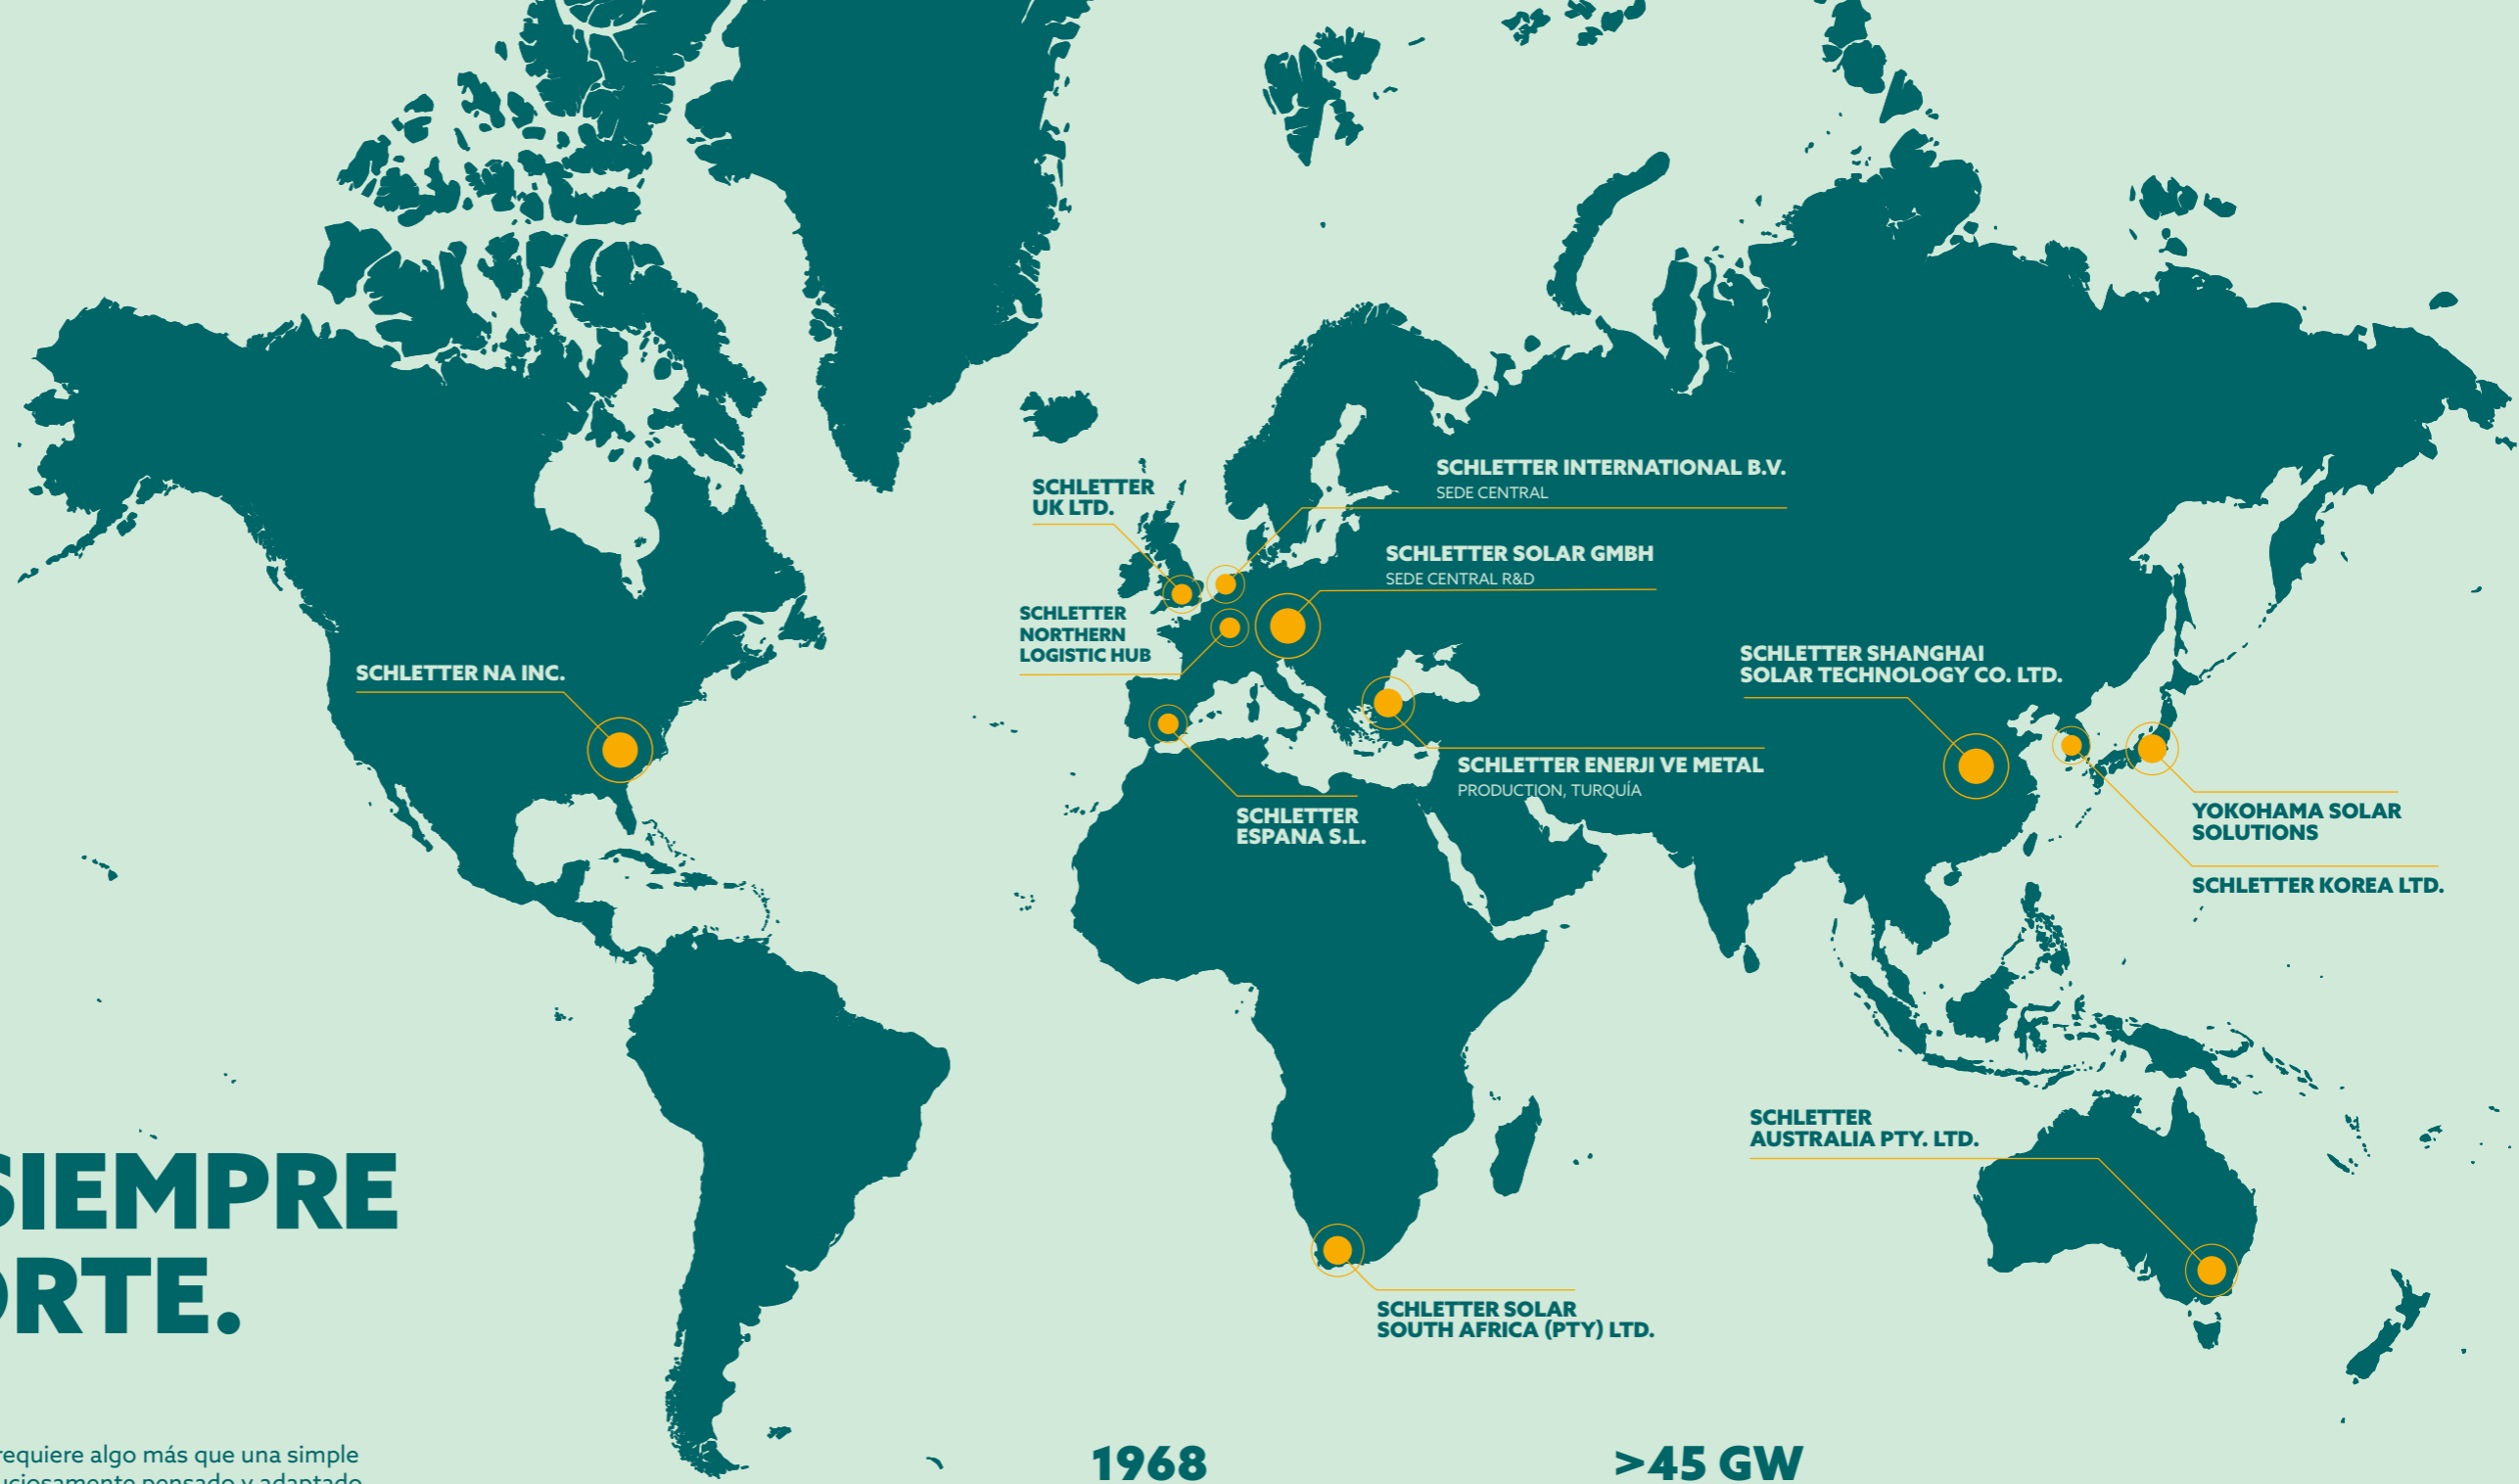 SCHLETTER INTERNATIONAL B.V.
SEDE CENTRAL
SCHLETTER
UK LTD.
SCHLETTER SOLAR GMBH
SEDE CENTRAL R&D
SCHLETTER
NORTHERN
LOGISTIC HUB
SCHLETTER NA INC.
SCHLETTER SHANGHAI
SOLAR TECHNOLOGY CO. LTD.
SCHLETTER ENERJI VE METAL
PRODUCTION, TURQUÍA
SCHLETTER
ESPANA S.L.
YOKOHAMA SOLAR
SOLUTIONS
SCHLETTER KOREA LTD.
SCHLETTER
AUSTRALIA PTY. LTD.
SIEMPRE
ORTE.
SCHLETTER SOLAR
SOUTH AFRICA (PTY) LTD.
requiere algo más que una simple
pensado y adaptado
1968
>45 GW